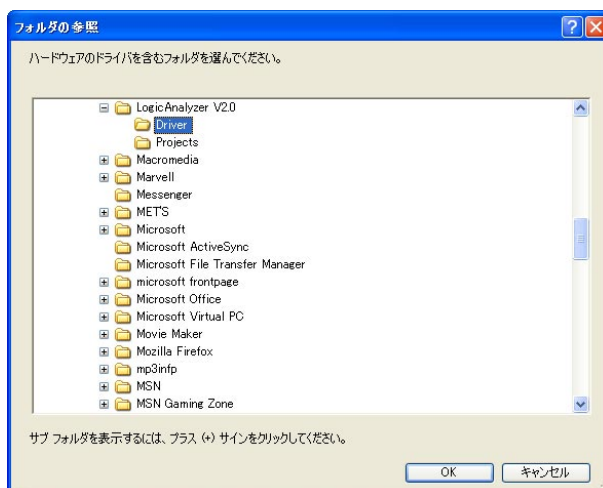 フォルダの参照
ハードウェアのドライバを含むフォルダを選んでください。
LogicAnalyzer V2.0
Driver
Projects
Macromedia
Marvell
Messenger
MET'S
Microsoft
Microsoft ActiveSync
Microsoft File Transfer Manager
microsoft frontpage
Microsoft Office
Microsoft Virtual PC
Movie Maker
Mozilla Firefox
mp3infp
MSN
MSN Gaming Zone
サブ フォルダを表示するには、プラス (+) サインをクリックしてください。
OK キャンセル